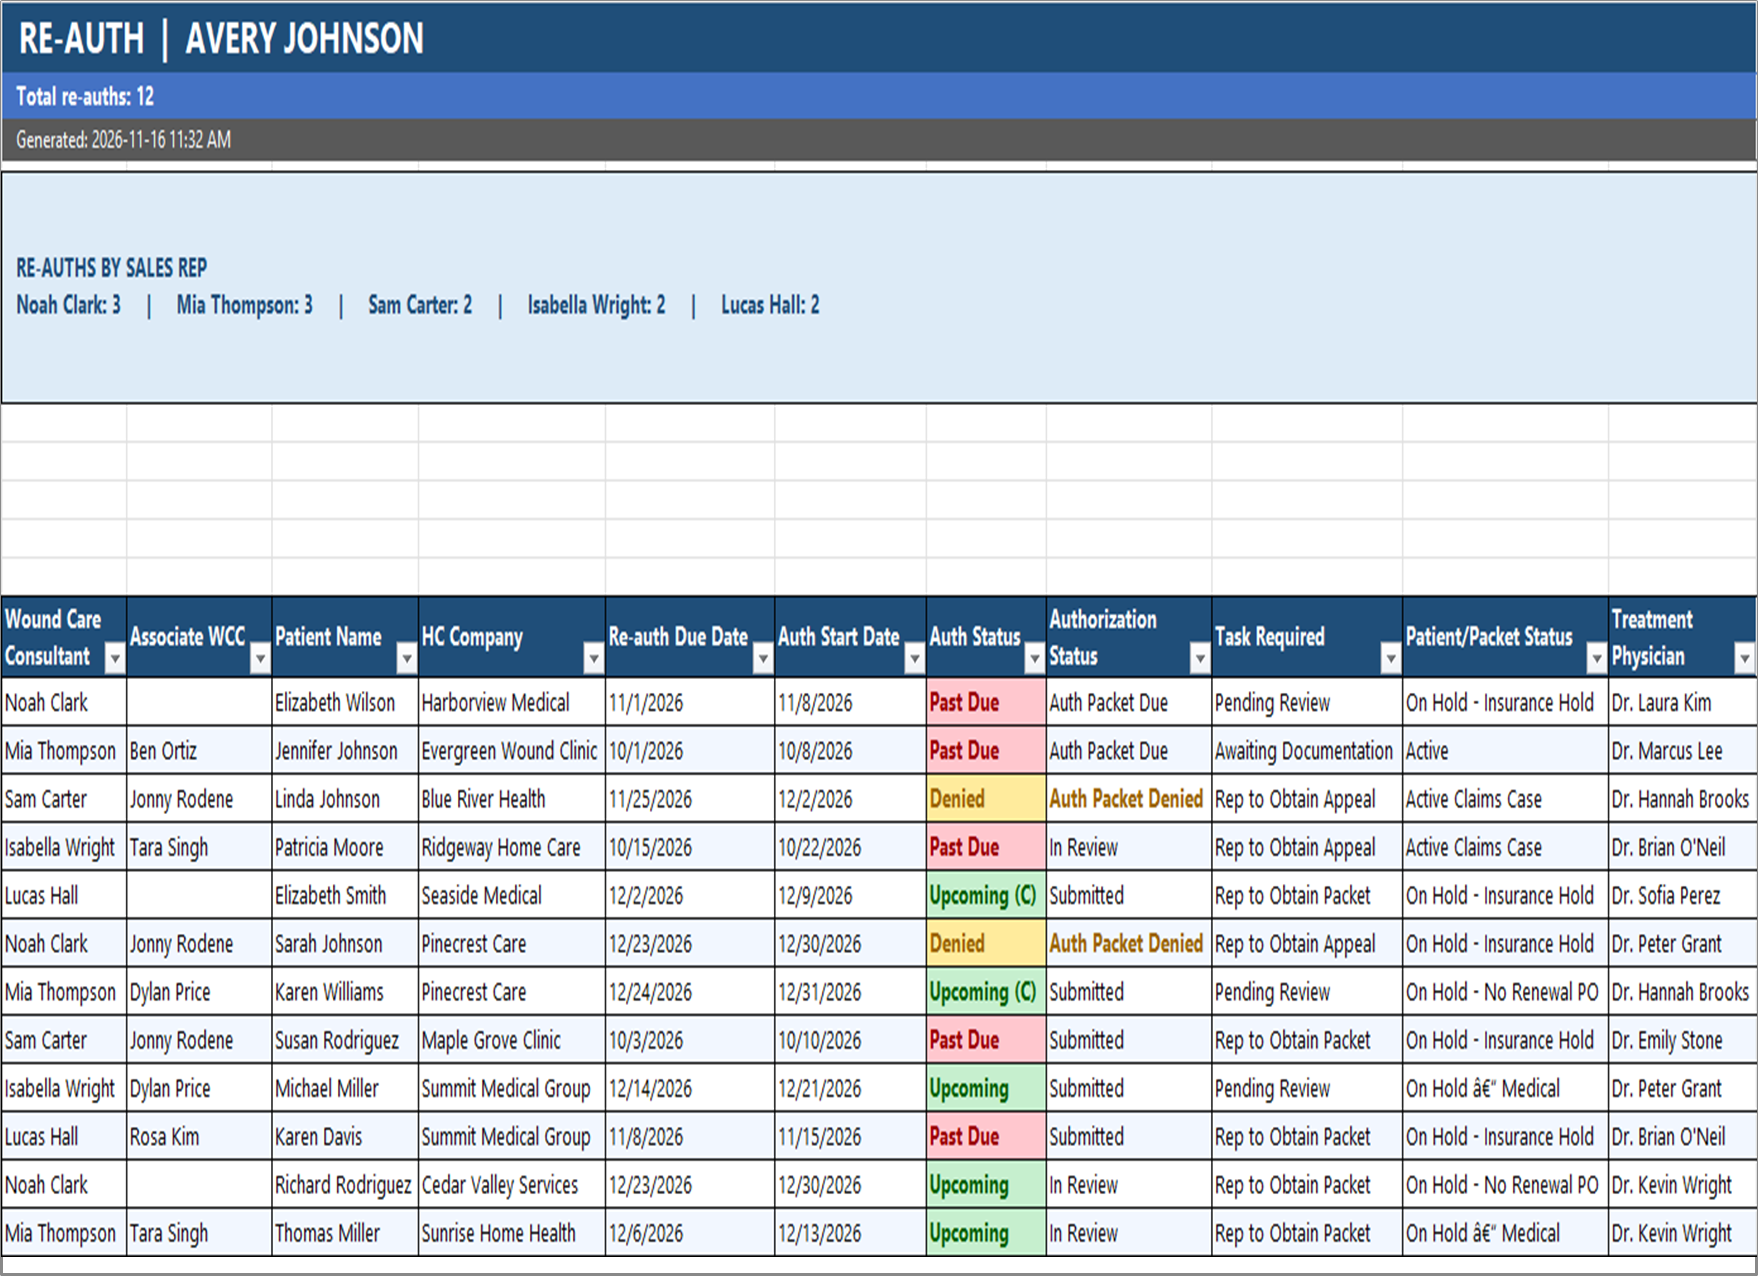 RE-AUTH | AVERY JOHNSON
Total re-auths: 12
Generated: 2026-11-16 11:32 AM
RE-AUTHS BY SALES REP
Noah Clark: 3 | Mia Thompson: 3 | Sam Carter: 2 | Isabella Wright: 2 | Lucas Hall: 2
Wound Care Consultant Associate WCC Patient Name HC Company Re-auth Due Date Auth Start Date Auth Status Authorization Status Task Required Patient/Packet Status Treatment Physician
Noah Clark Elizabeth Wilson Harborview Medical 11/1/2026 11/8/2026 Past Due Auth Packet Due Pending Review On Hold - Insurance Hold Dr. Laura Kim
Mia Thompson Ben Ortiz Jennifer Johnson Evergreen Wound Clinic 10/1/2026 10/8/2026 Past Due Auth Packet Due Awaiting Documentation Active Dr. Marcus Lee
Sam Carter Jonny Rodene Linda Johnson Blue River Health 11/25/2026 12/2/2026 Denied Auth Packet Denied Rep to Obtain Appeal Active Claims Case Dr. Hannah Brooks
Isabella Wright Tara Singh Patricia Moore Ridgeway Home Care 10/15/2026 10/22/2026 Past Due In Review Rep to Obtain Appeal Active Claims Case Dr. Brian O'Neil
Lucas Hall Elizabeth Smith Seaside Medical 12/2/2026 12/9/2026 Upcoming (C) Submitted Rep to Obtain Packet On Hold - Insurance Hold Dr. Sofia Perez
Noah Clark Jonny Rodene Sarah Johnson Pinecrest Care 12/23/2026 12/30/2026 Denied Auth Packet Denied Rep to Obtain Appeal On Hold - Insurance Hold Dr. Peter Grant
Mia Thompson Dylan Price Karen Williams Pinecrest Care 12/24/2026 12/31/2026 Upcoming (C) Submitted Pending Review On Hold - No Renewal PO Dr. Hannah Brooks
Sam Carter Jonny Rodene Susan Rodriguez Maple Grove Clinic 10/3/2026 10/10/2026 Past Due Submitted Rep to Obtain Packet On Hold - Insurance Hold Dr. Emily Stone
Isabella Wright Dylan Price Michael Miller Summit Medical Group 12/14/2026 12/21/2026 Upcoming Submitted Pending Review On Hold â€“ Medical Dr. Peter Grant
Lucas Hall Rosa Kim Karen Davis Summit Medical Group 11/8/2026 11/15/2026 Past Due Submitted Rep to Obtain Packet On Hold - Insurance Hold Dr. Brian O'Neil
Noah Clark Richard Rodriguez Cedar Valley Services 12/23/2026 12/30/2026 Upcoming In Review Rep to Obtain Packet On Hold - No Renewal PO Dr. Kevin Wright
Mia Thompson Tara Singh Thomas Miller Sunrise Home Health 12/6/2026 12/13/2026 Upcoming In Review Rep to Obtain Packet On Hold â€“ Medical Dr. Kevin Wright